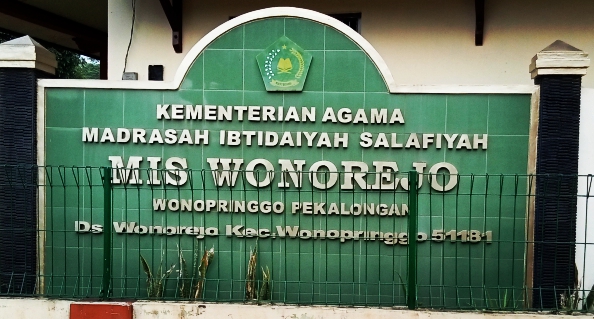 KEMENTERIAN AGAMA
MADRASAH IBTIDAIYAH SALAFIYAH
MIS WONOREJO
WONOPRINGGO PEKALONGAN
Ds. Wonorejo Kec.Wonopringgo 51181